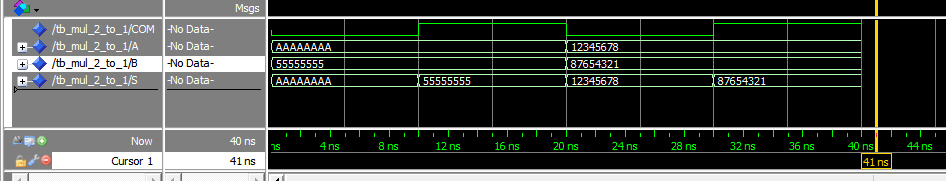 Msgs
/tb_mul_2_to_1/COM -No Data-
/tb_mul_2_to_1/A -No Data- AAAAAAAA 12345678
/tb_mul_2_to_1/B -No Data- 55555555 87654321
/tb_mul_2_to_1/S -No Data- AAAAAAAA 55555555 12345678 87654321
Now 40 ns ns 4 ns 8 ns 12 ns 16 ns 20 ns 24 ns 28 ns 32 ns 36 ns 40 ns 44 ns
Cursor 1 41 ns 41 ns